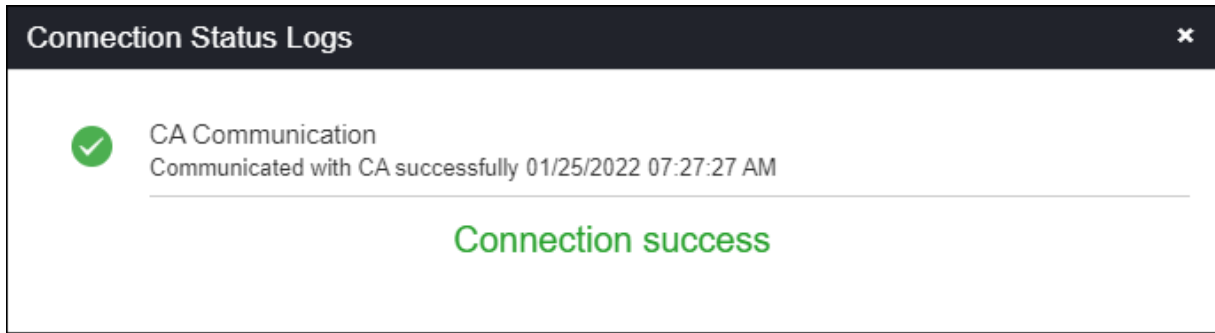 Connection Status Logs
CA Communication
Communicated with CA successfully 01/25/2022 07:27:27 AM
Connection success